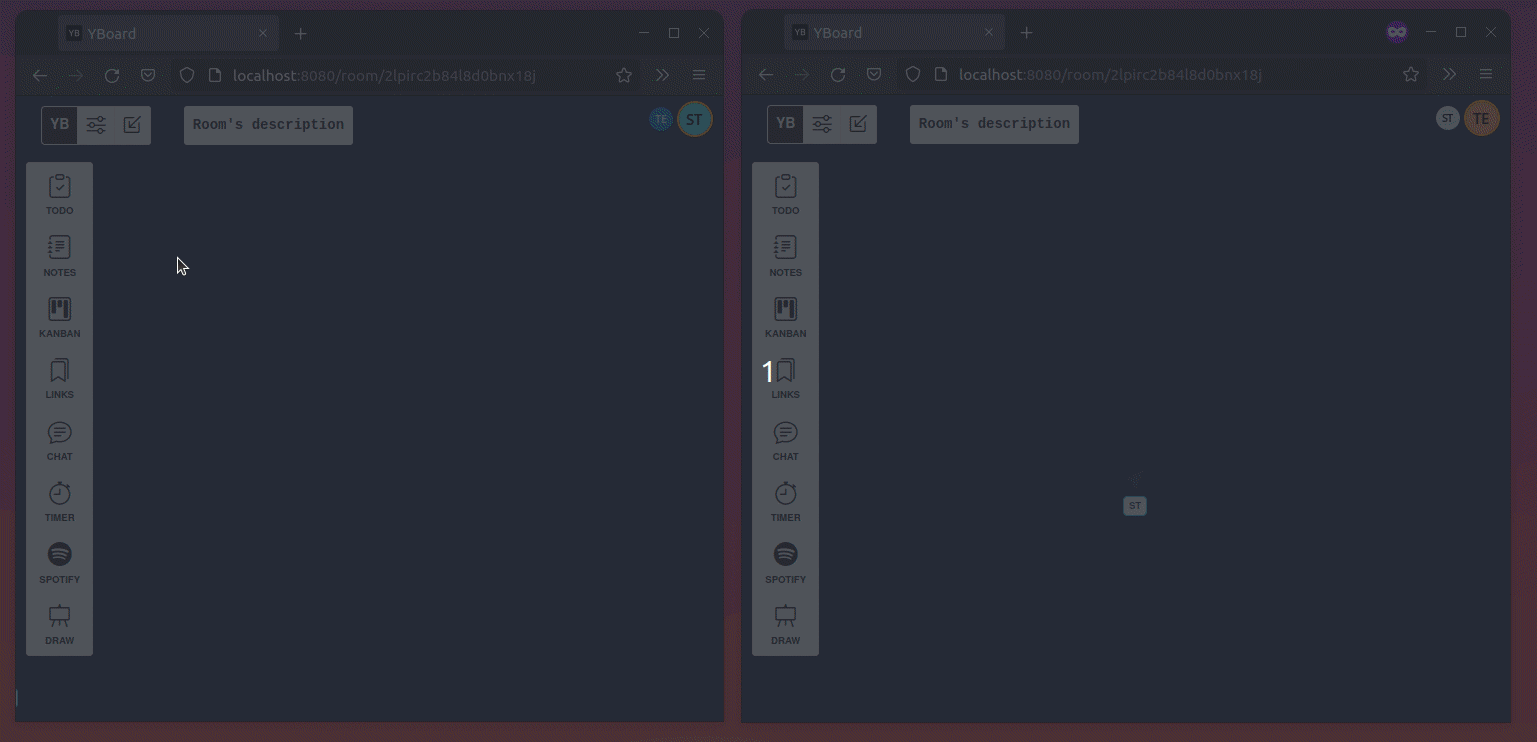 YB YBoard
localhost:8080/room/2lpirc2b84l8d0bnx18j
YB
Room's description
TE ST
TODO
NOTES
KANBAN
LINKS
CHAT
TIMER
SPOTIFY
DRAW
YB YBoard
localhost:8080/room/2lpirc2b84l8d0bnx18j
YB
Room's description
ST TE
TODO
NOTES
KANBAN
1
LINKS
CHAT
TIMER
SPOTIFY
DRAW
ST